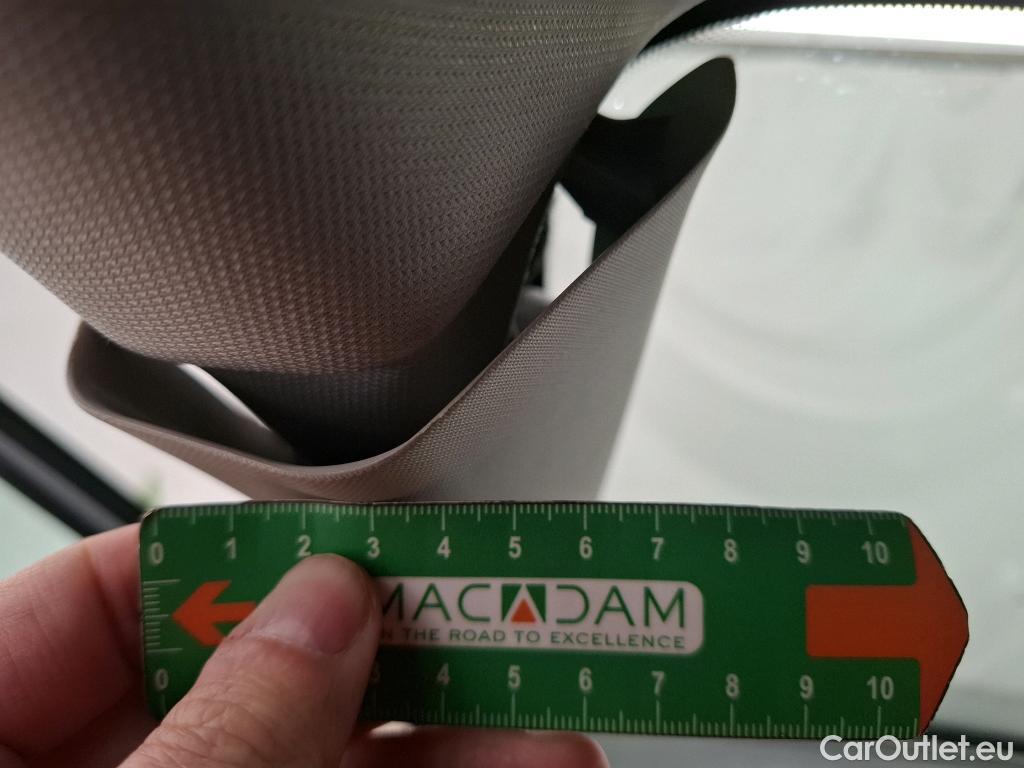 0 1 2 3 4 5 6 7 8 9 10
MACADAM
N THE ROAD TO EXCELLENCE
0 3 4 5 6 7 8 9 10
CarOutlet.eu